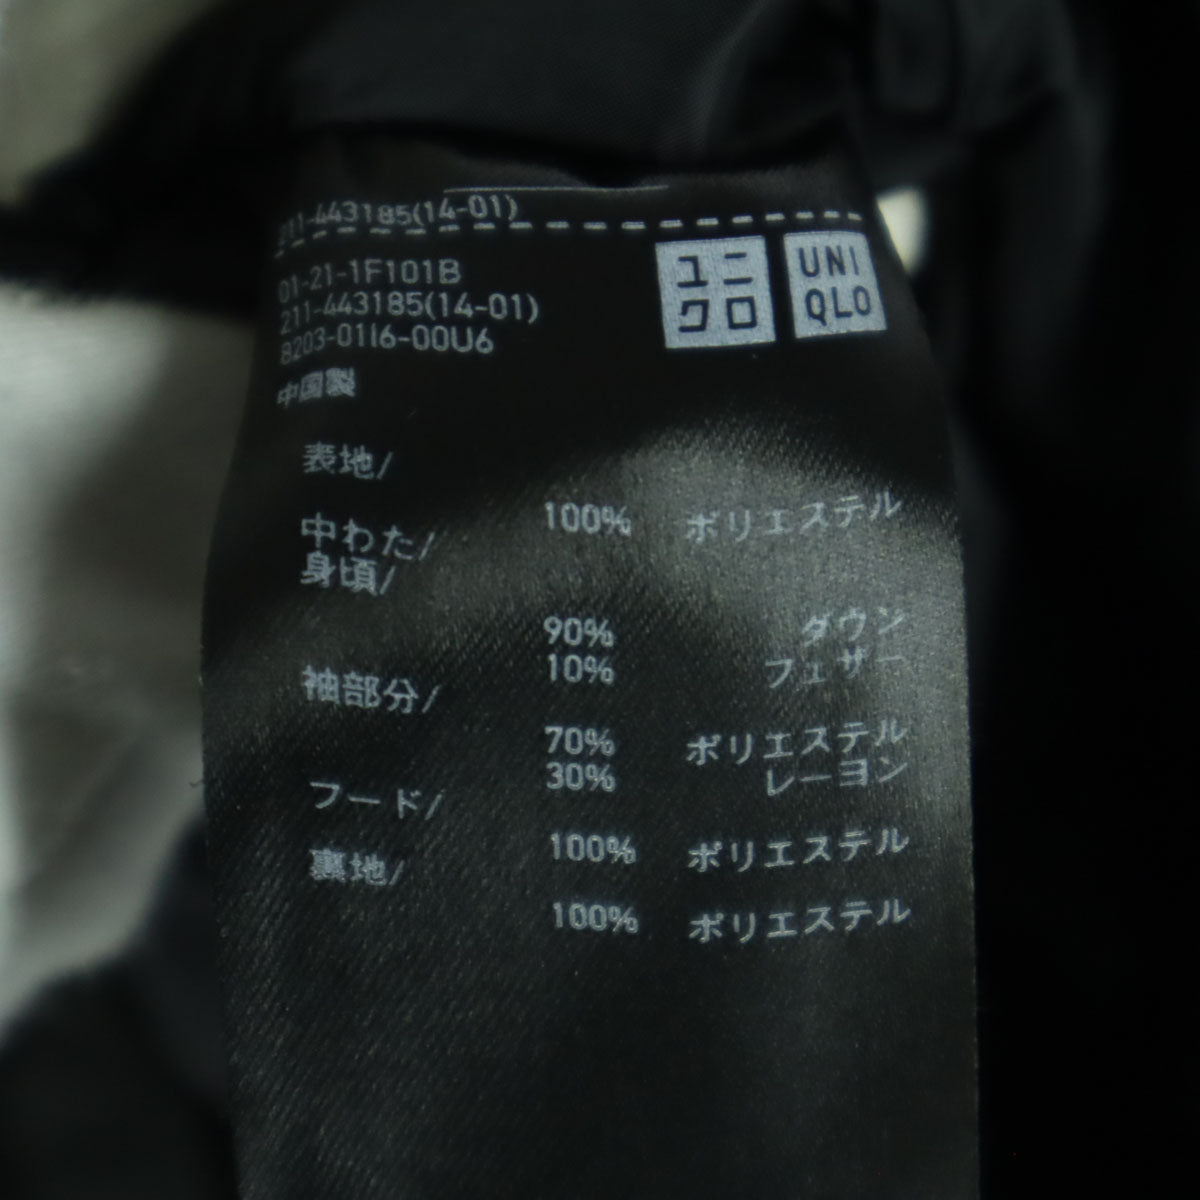 211-443185(14-01)
01-21-1F101B
211-443185(14-01)
8203-01I6-00U6
中国製
ユニ
クロ
UNI
QLO
表地/
100% ポリエステル
中わた/
身頃/
90% ダウン
10% フェザー
袖部分/
70% ポリエステル
30% レーヨン
フード/
100% ポリエステル
裏地/
100% ポリエステル